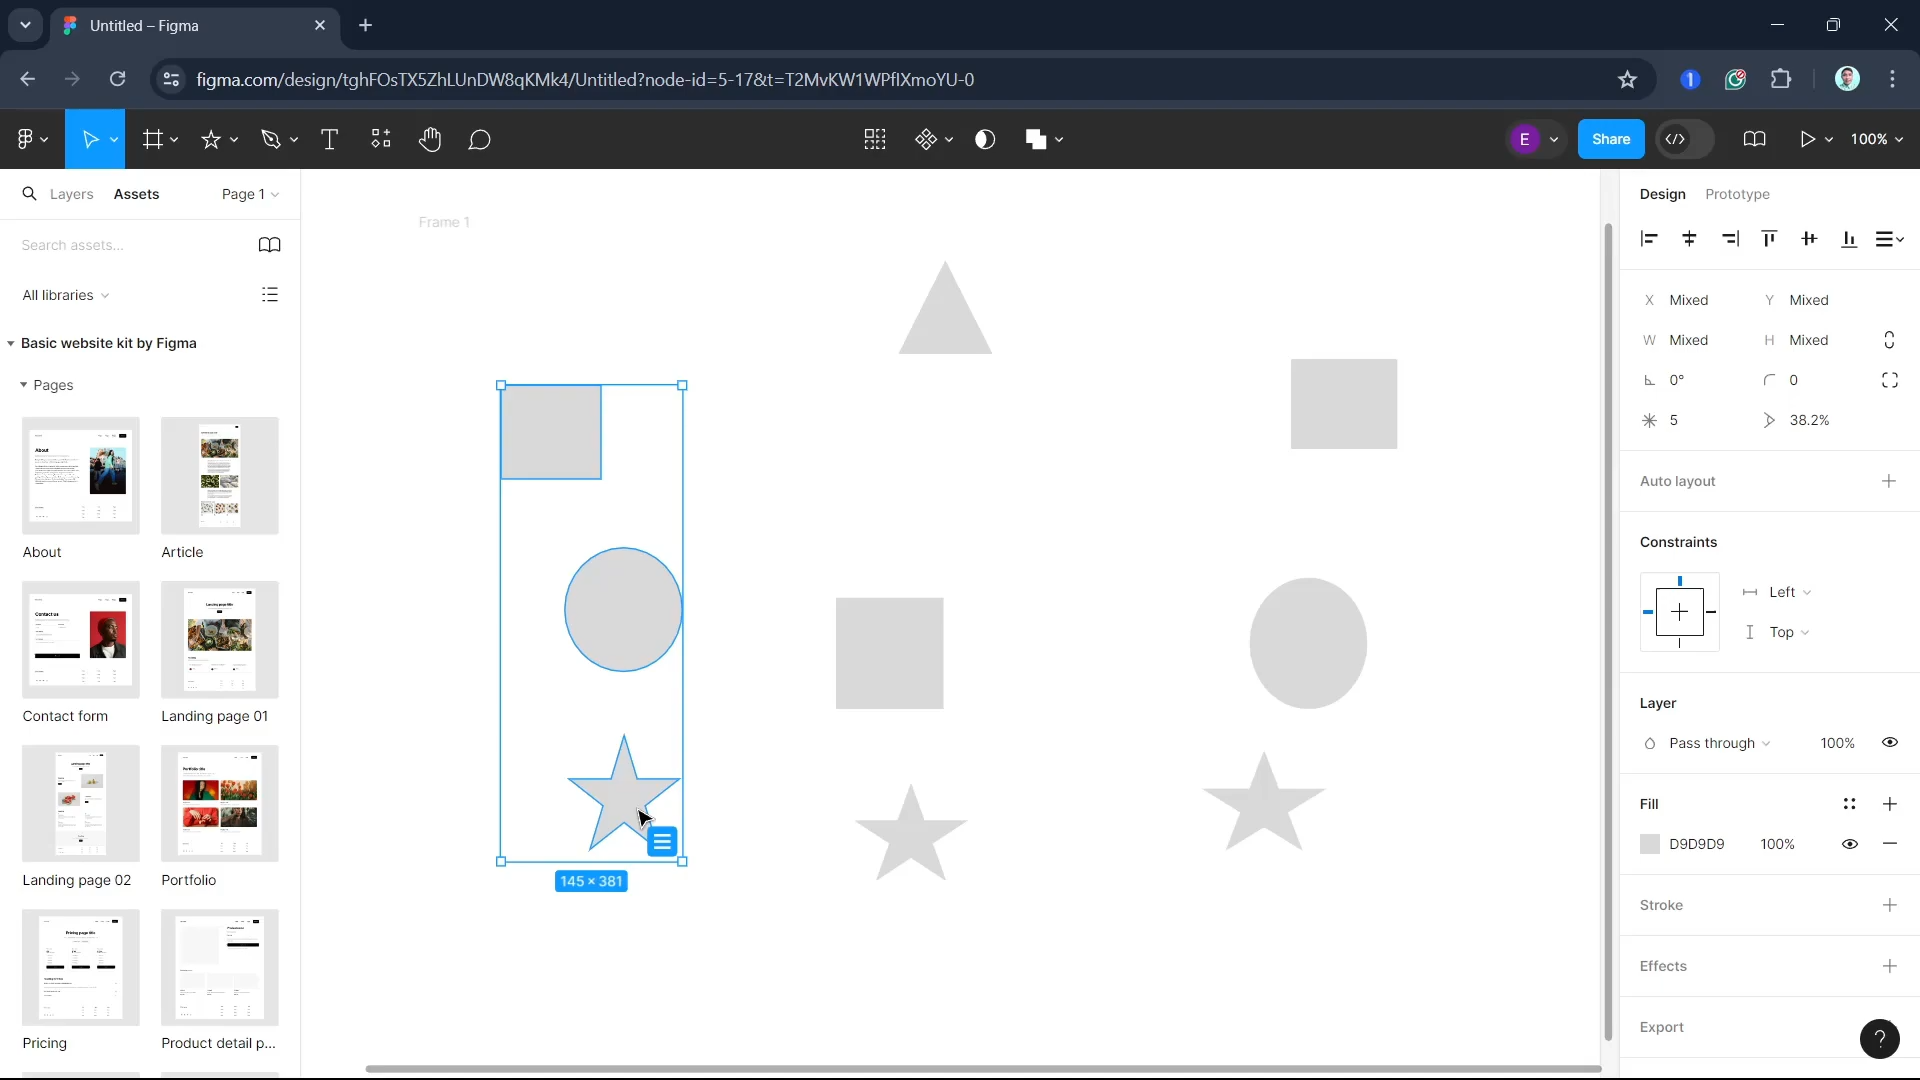 Untitled – Figma
figma.com/design/tghFOsTX5ZhLUnDW8qKMk4/Untitled?node-id=5-17&t=T2MvKW1WPfIXmoYU-0
E
Share
100%
Layers
Assets
Page 1
Design
Prototype
Frame 1
Search assets...
All libraries
Basic website kit by Figma
Pages
About
Article
Contact form
Landing page 01
Landing page 02
Portfolio
Pricing
Product detail p...
145 × 381
X Mixed
Y Mixed
W Mixed
H Mixed
0°
0
5
38.2%
Auto layout
Constraints
Left
Top
Layer
Pass through
100%
Fill
D9D9D9
100%
Stroke
Effects
Export
?